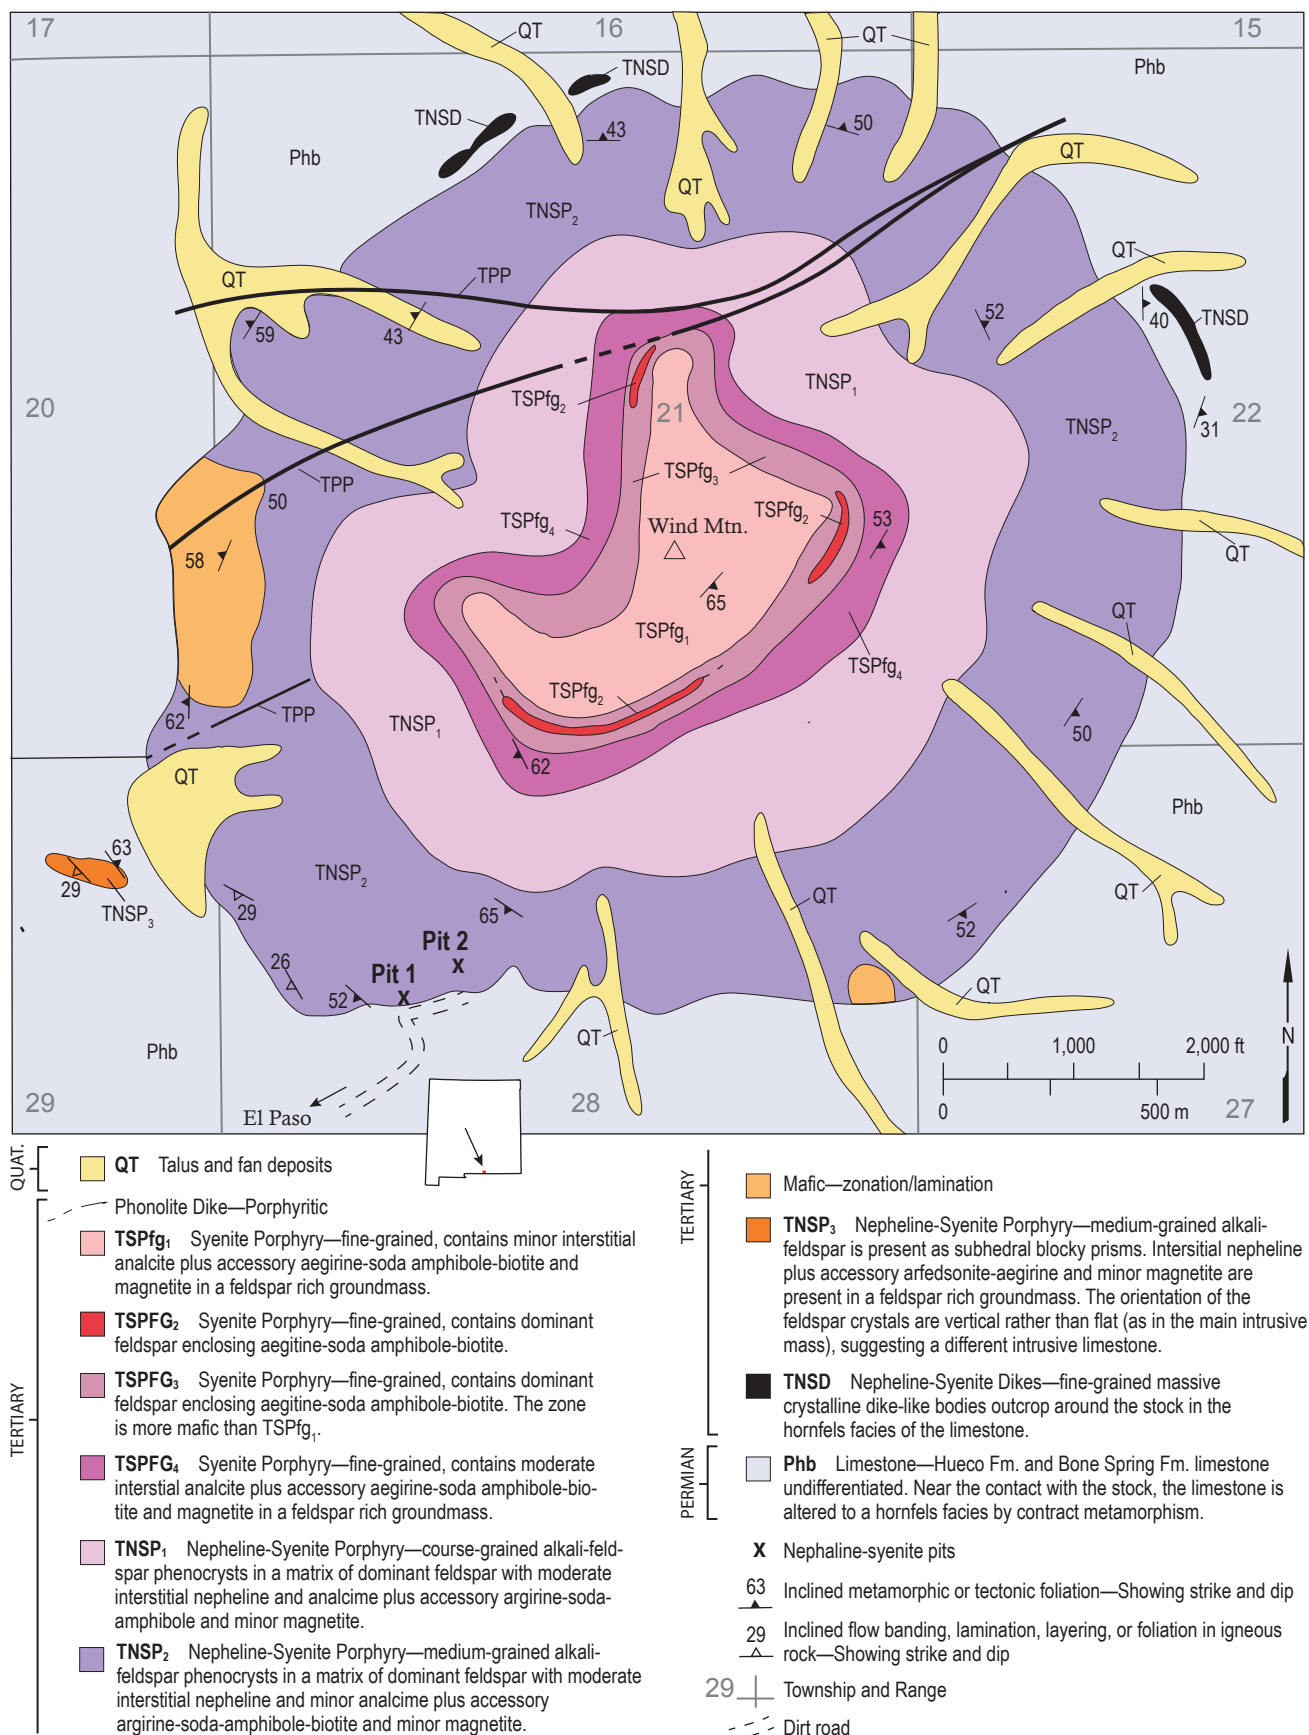 17
16
15
QT
TNSD
QT
Phb
TNSD
43
50
Phb
QT
QT
TNSP2
QT
QT
TPP
59
43
52
40
TNSD
20
TSPfg2
21
TNSP1
TNSP2
22
31
TPP
50
TSPfg3
TSPfg4
Wind Mtn.
TSPfg2
53
QT
58
65
TSPfg1
QT
TSPfg4
TSPfg2
62
TPP
TNSP1
50
62
QT
Phb
63
29
TNSP3
TNSP2
29
65
QT
QT
52
Pit 2
26
Pit 1
52
QT
QT
Phb
0 1,000 2,000 ft
N
0 500 m
29
El Paso
28
27
QUAT.
QT Talus and fan deposits
Phonolite Dike—Porphyritic
TERTIARY
TSPfg1 Syenite Porphyry—fine-grained, contains minor interstitial
analcite plus accessory aegirine-soda amphibole-biotite and
magnetite in a feldspar rich groundmass.
TSPFG2 Syenite Porphyry—fine-grained, contains dominant
feldspar enclosing aegitine-soda amphibole-biotite.
TSPFG3 Syenite Porphyry—fine-grained, contains dominant
feldspar enclosing aegitine-soda amphibole-biotite. The zone
is more mafic than TSPfg1.
TSPFG4 Syenite Porphyry—fine-grained, contains moderate
interstial analcite plus accessory aegirine-soda amphibole-bio-
tite and magnetite in a feldspar rich groundmass.
TNSP1 Nepheline-Syenite Porphyry—course-grained alkali-feld-
spar phenocrysts in a matrix of dominant feldspar with moderate
interstitial nepheline and analcime plus accessory argirine-soda-
amphibole and minor magnetite.
TNSP2 Nepheline-Syenite Porphyry—medium-grained alkali-
feldspar phenocrysts in a matrix of dominant feldspar with moderate
interstitial nepheline and minor analcime plus accessory
argirine-soda-amphibole-biotite and minor magnetite.
TERTIARY
Mafic—zonation/lamination
TNSP3 Nepheline-Syenite Porphyry—medium-grained alkali-
feldspar is present as subhedral blocky prisms. Intersitial nepheline
plus accessory arfedsonite-aegirine and minor magnetite are
present in a feldspar rich groundmass. The orientation of the
feldspar crystals are vertical rather than flat (as in the main intrusive
mass), suggesting a different intrusive limestone.
TNSD Nepheline-Syenite Dikes—fine-grained massive
crystalline dike-like bodies outcrop around the stock in the
hornfels facies of the limestone.
PERMIAN
Phb Limestone—Hueco Fm. and Bone Spring Fm. limestone
undifferentiated. Near the contact with the stock, the limestone is
altered to a hornfels facies by contract metamorphism.
x Nephaline-syenite pits
63 Inclined metamorphic or tectonic foliation—Showing strike and dip
29 Inclined flow banding, lamination, layering, or foliation in igneous
rock—Showing strike and dip
29 Township and Range
Dirt road